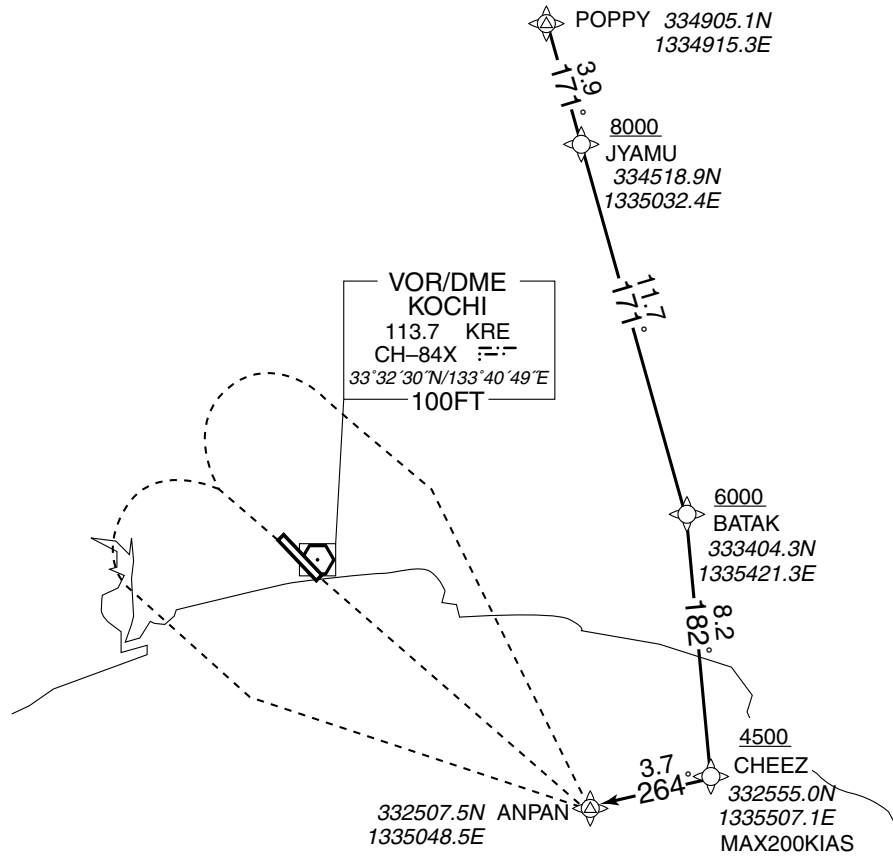 POPPY 334905.1N
1334915.3E
3.9
171°
8000
JYAMU
334518.9N
1335032.4E
11.7
171°
VOR/DME
KOCHI
113.7 KRE
CH–84X
33°32´30˝N/133°40´49˝E
100FT
6000
BATAK
333404.3N
1335421.3E
8.2
182°
4500
CHEEZ
332555.0N
1335507.1E
MAX200KIAS
3.7
264°
332507.5N ANPAN
1335048.5E